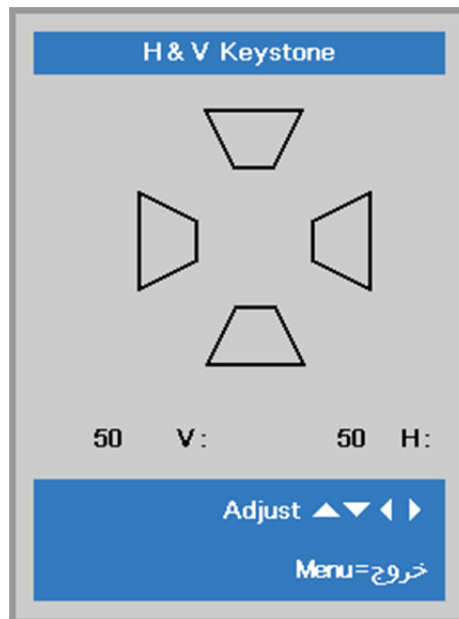 H & V Keystone
50 V: 50 H:
Adjust ▲▼◀▶
Menu=خروج